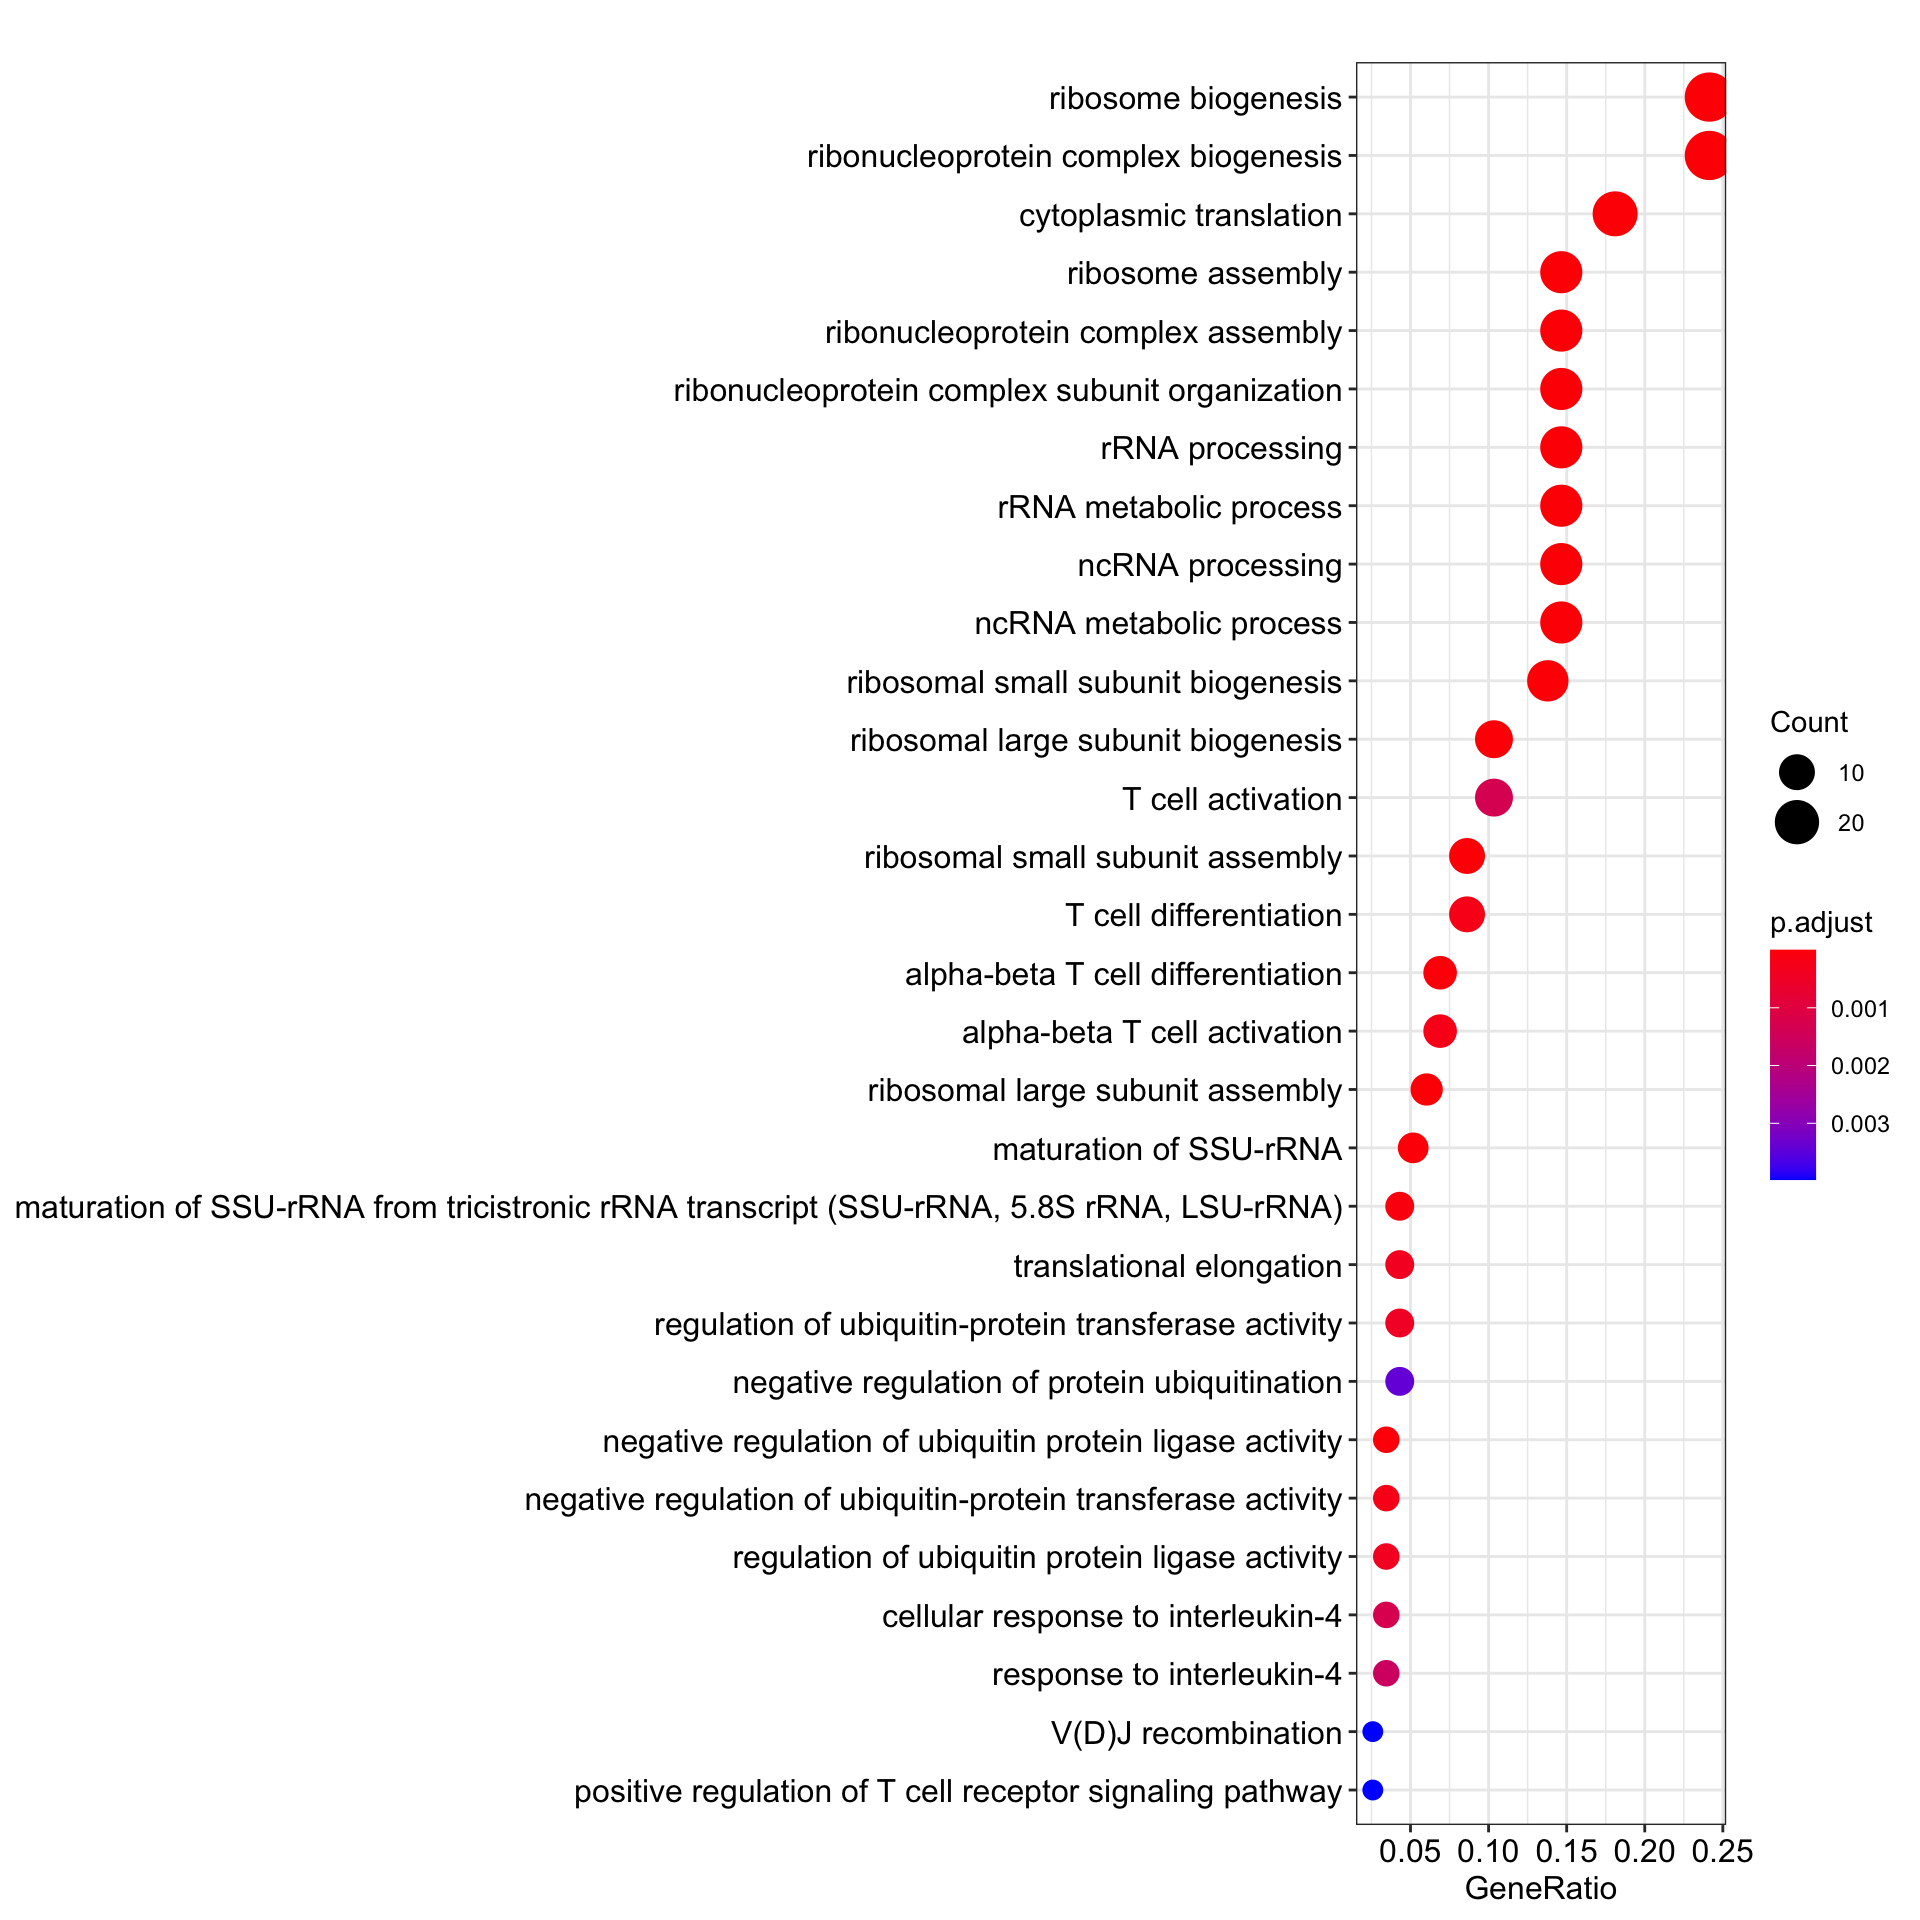 ribosome biogenesis
ribonucleoprotein complex biogenesis
cytoplasmic translation
ribosome assembly
ribonucleoprotein complex assembly
ribonucleoprotein complex subunit organization
rRNA processing
rRNA metabolic process
ncRNA processing
ncRNA metabolic process
ribosomal small subunit biogenesis
ribosomal large subunit biogenesis
T cell activation
ribosomal small subunit assembly
T cell differentiation
alpha-beta T cell differentiation
alpha-beta T cell activation
ribosomal large subunit assembly
maturation of SSU-rRNA
maturation of SSU-rRNA from tricistronic rRNA transcript (SSU-rRNA, 5.8S rRNA, LSU-rRNA)
translational elongation
regulation of ubiquitin-protein transferase activity
negative regulation of protein ubiquitination
negative regulation of ubiquitin protein ligase activity
negative regulation of ubiquitin-protein transferase activity
regulation of ubiquitin protein ligase activity
cellular response to interleukin-4
response to interleukin-4
V(D)J recombination
positive regulation of T cell receptor signaling pathway
0.05 0.10 0.15 0.20 0.25
GeneRatio
Count
10
20
p.adjust
0.001
0.002
0.003